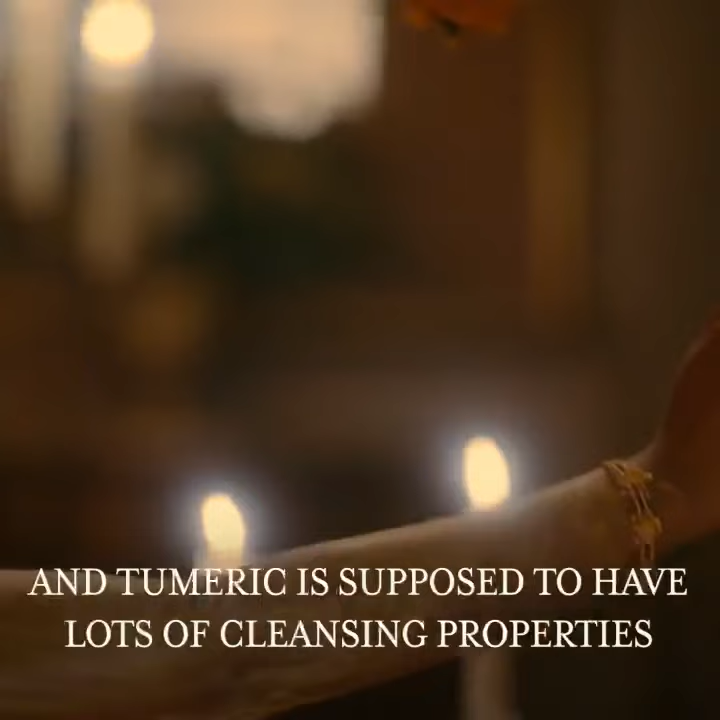 AND TUMERIC IS SUPPOSED TO HAVE
LOTS OF CLEANSING PROPERTIES